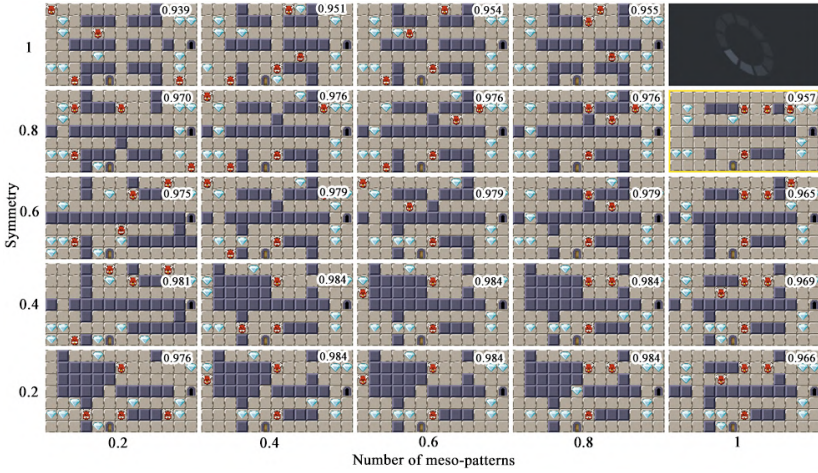 0.939 0.951 0.954 0.955
1
0.970 0.976 0.976 0.976 0.957
0.8
0.975 0.979 0.979 0.979 0.965
0.6
Symmetry
0.981 0.984 0.984 0.984 0.969
0.4
0.976 0.984 0.984 0.984 0.966
0.2
0.2 0.4 0.6 0.8 1
Number of meso-patterns